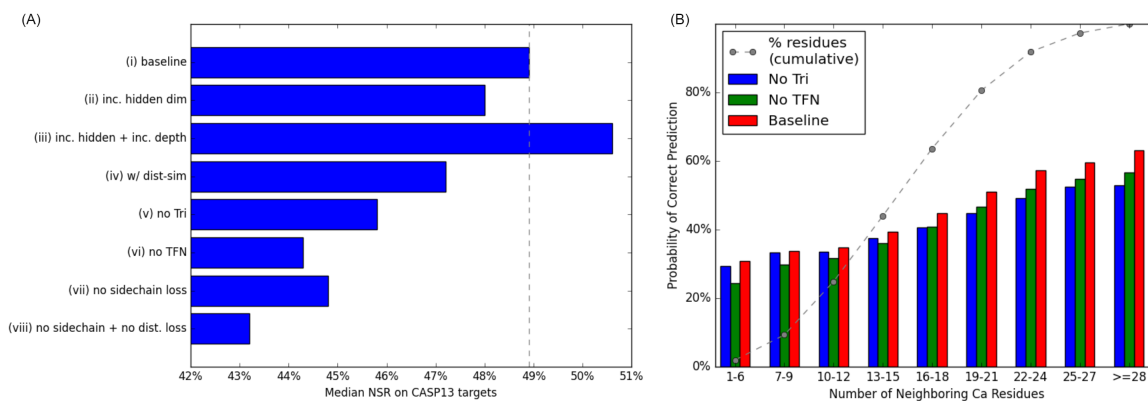 (A)
(i) baseline
(ii) inc. hidden dim
(iii) inc. hidden + inc. depth
(iv) w/ dist-sim
(v) no Tri
(vi) no TFN
(vii) no sidechain loss
(viii) no sidechain + no dist. loss
42% 43% 44% 45% 46% 47% 48% 49% 50% 51%
Median NSR on CASP13 targets
(B)
% residues
(cumulative)
No Tri
No TFN
Baseline
Probability of Correct Prediction
80%
60%
40%
20%
0%
1-6 7-9 10-12 13-15 16-18 19-21 22-24 25-27 >=28
Number of Neighboring Ca Residues